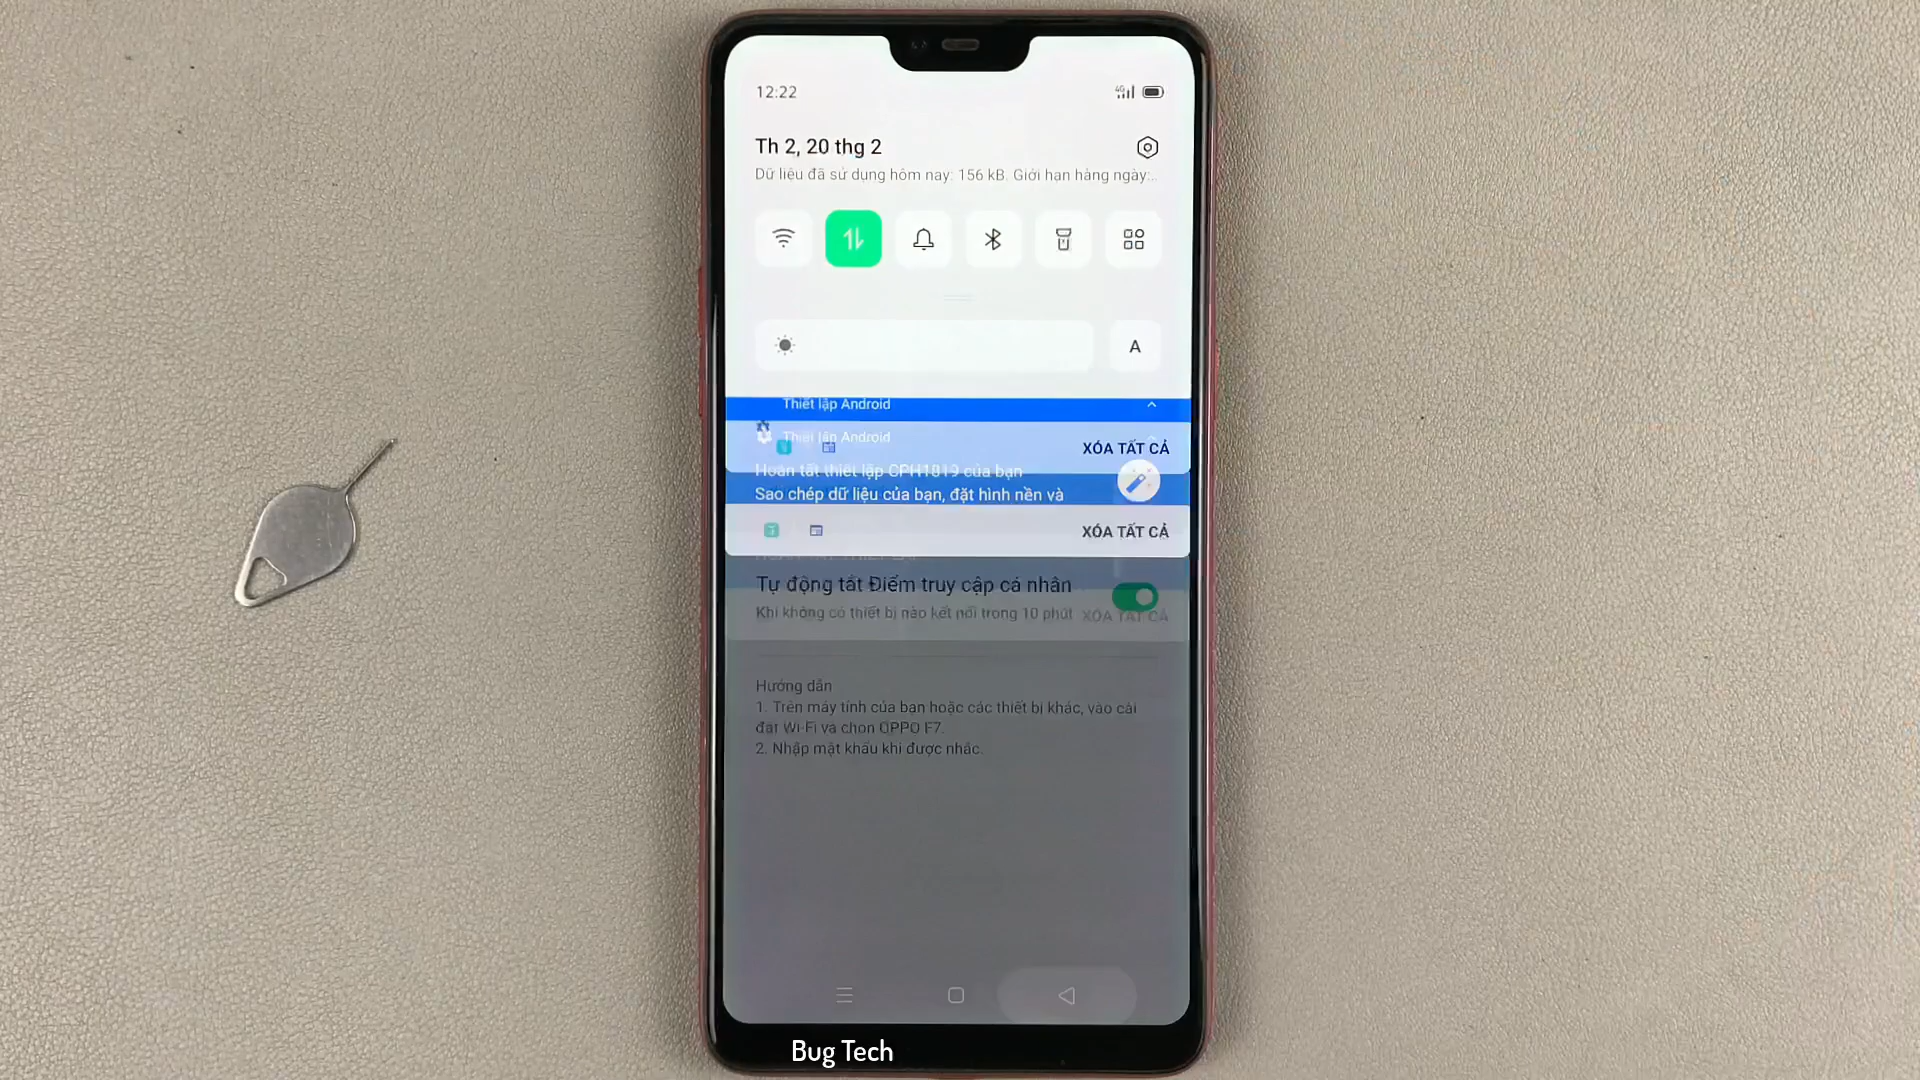 12:22
4G
Th 2, 20 thg 2
Dữ liệu đã sử dụng hôm nay: 156 kB. Giới hạn hàng ngày:..
A
Thiết lập Android
Thiết lập Android
XÓA TẤT CẢ
Hoàn tất thiết lập CPH1819 của bạn
Sao chép dữ liệu của bạn, đặt hình nền và
XÓA TẤT CẢ
Tự động tắt Điểm truy cập cá nhân
Khi không có thiết bị nào kết nối trong 10 phút
XÓA TẤT CẢ
Hướng dẫn
1. Trên máy tính của bạn hoặc các thiết bị khác, vào cài
đặt Wi-Fi và chọn OPPO F7.
2. Nhập mật khẩu khi được nhắc.
Bug Tech